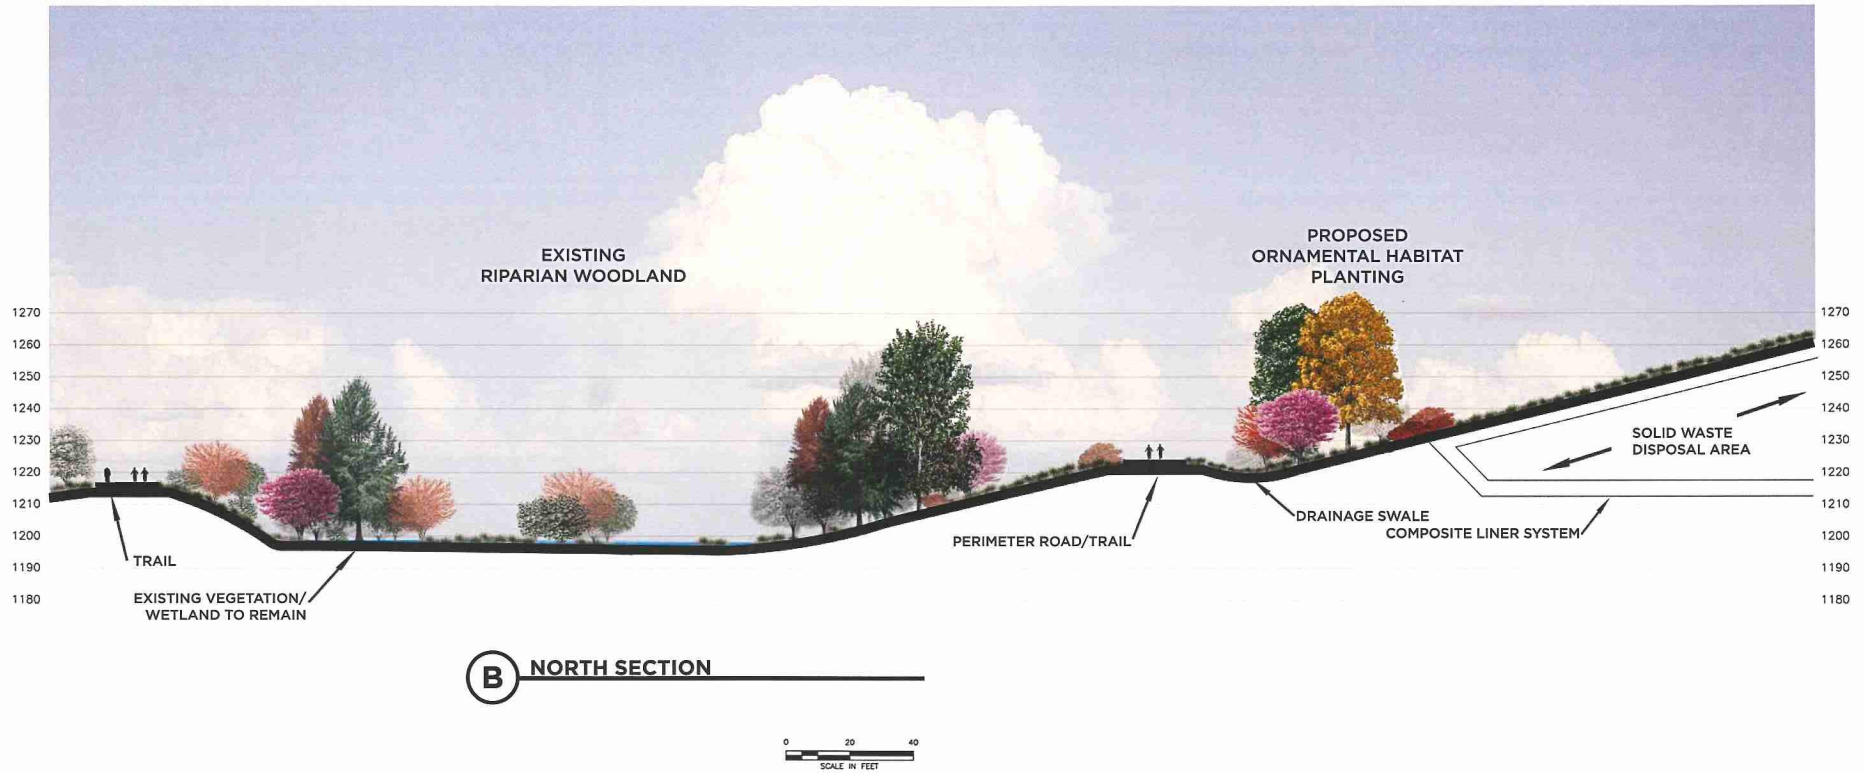 EXISTING
RIPARIAN WOODLAND
PROPOSED
ORNAMENTAL HABITAT
PLANTING
1270
1260
1250
1240
1230
1220
1210
1200
1190
1180
1270
1260
1250
1240
1230
1220
1210
1200
1190
1180
SOLID WASTE
DISPOSAL AREA
DRAINAGE SWALE
COMPOSITE LINER SYSTEM
PERIMETER ROAD/TRAIL
TRAIL
EXISTING VEGETATION/
WETLAND TO REMAIN
B NORTH SECTION
0 20 40
SCALE IN FEET